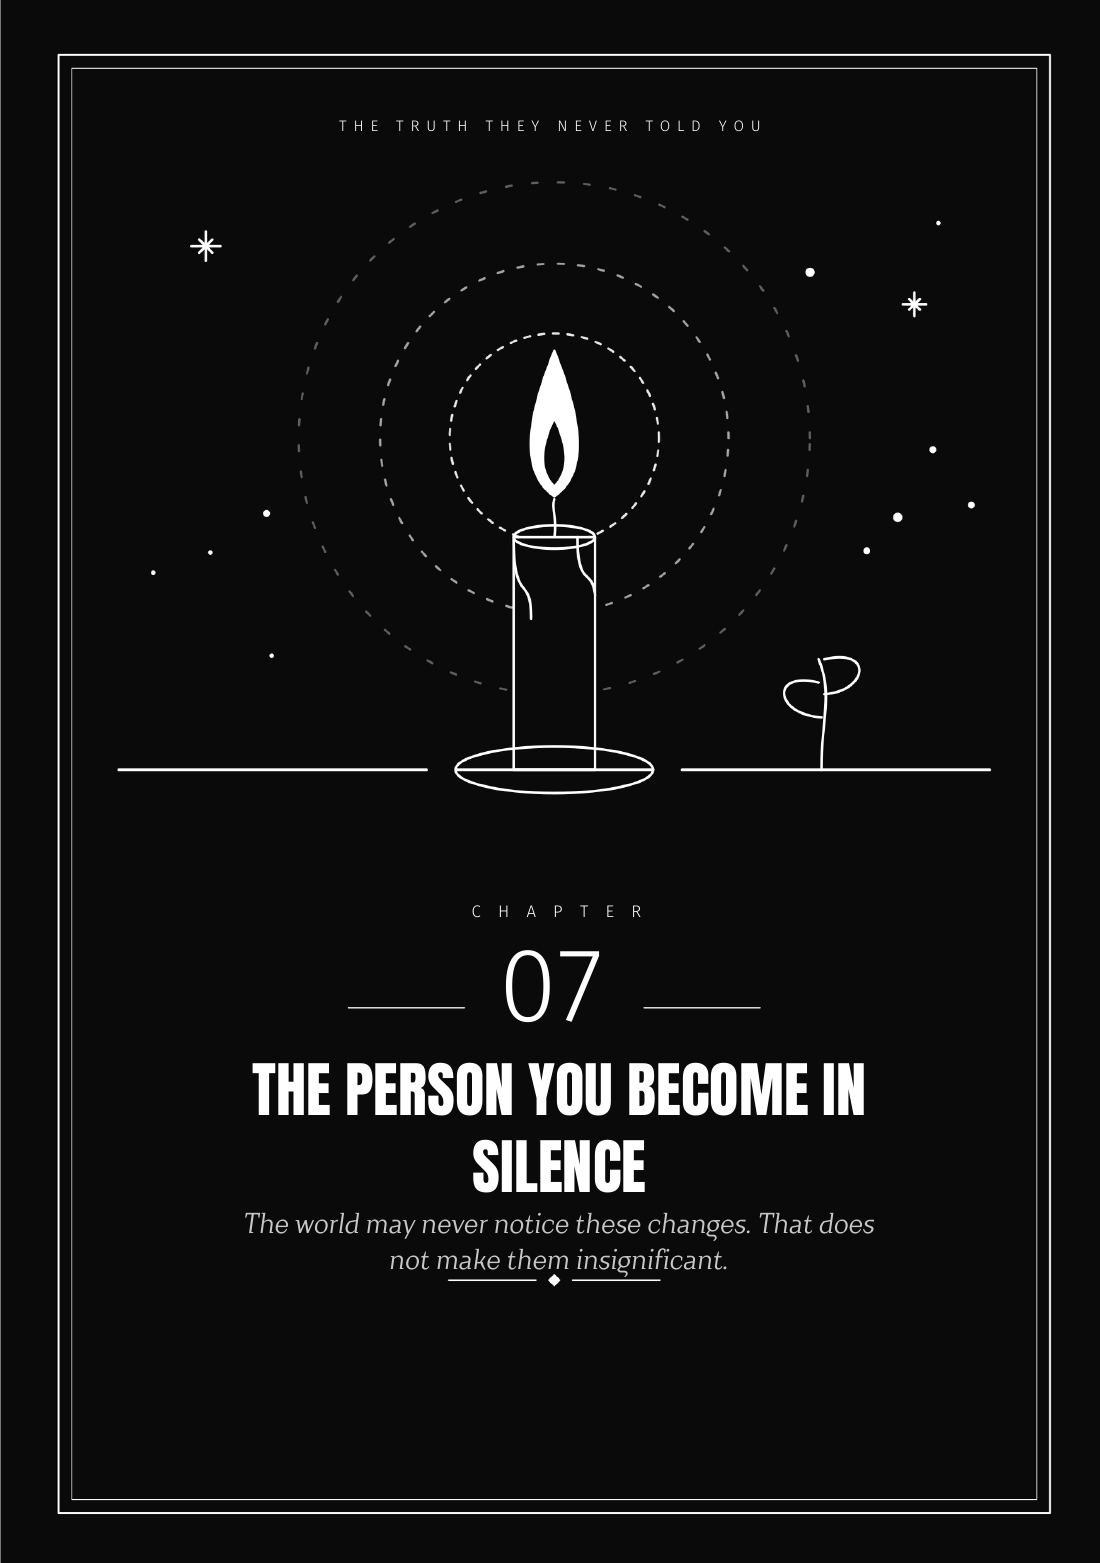 THE TRUTH THEY NEVER TOLD YOU
CHAPTER
07
THE PERSON YOU BECOME IN
SILENCE
The world may never notice these changes. That does
not make them insignificant.